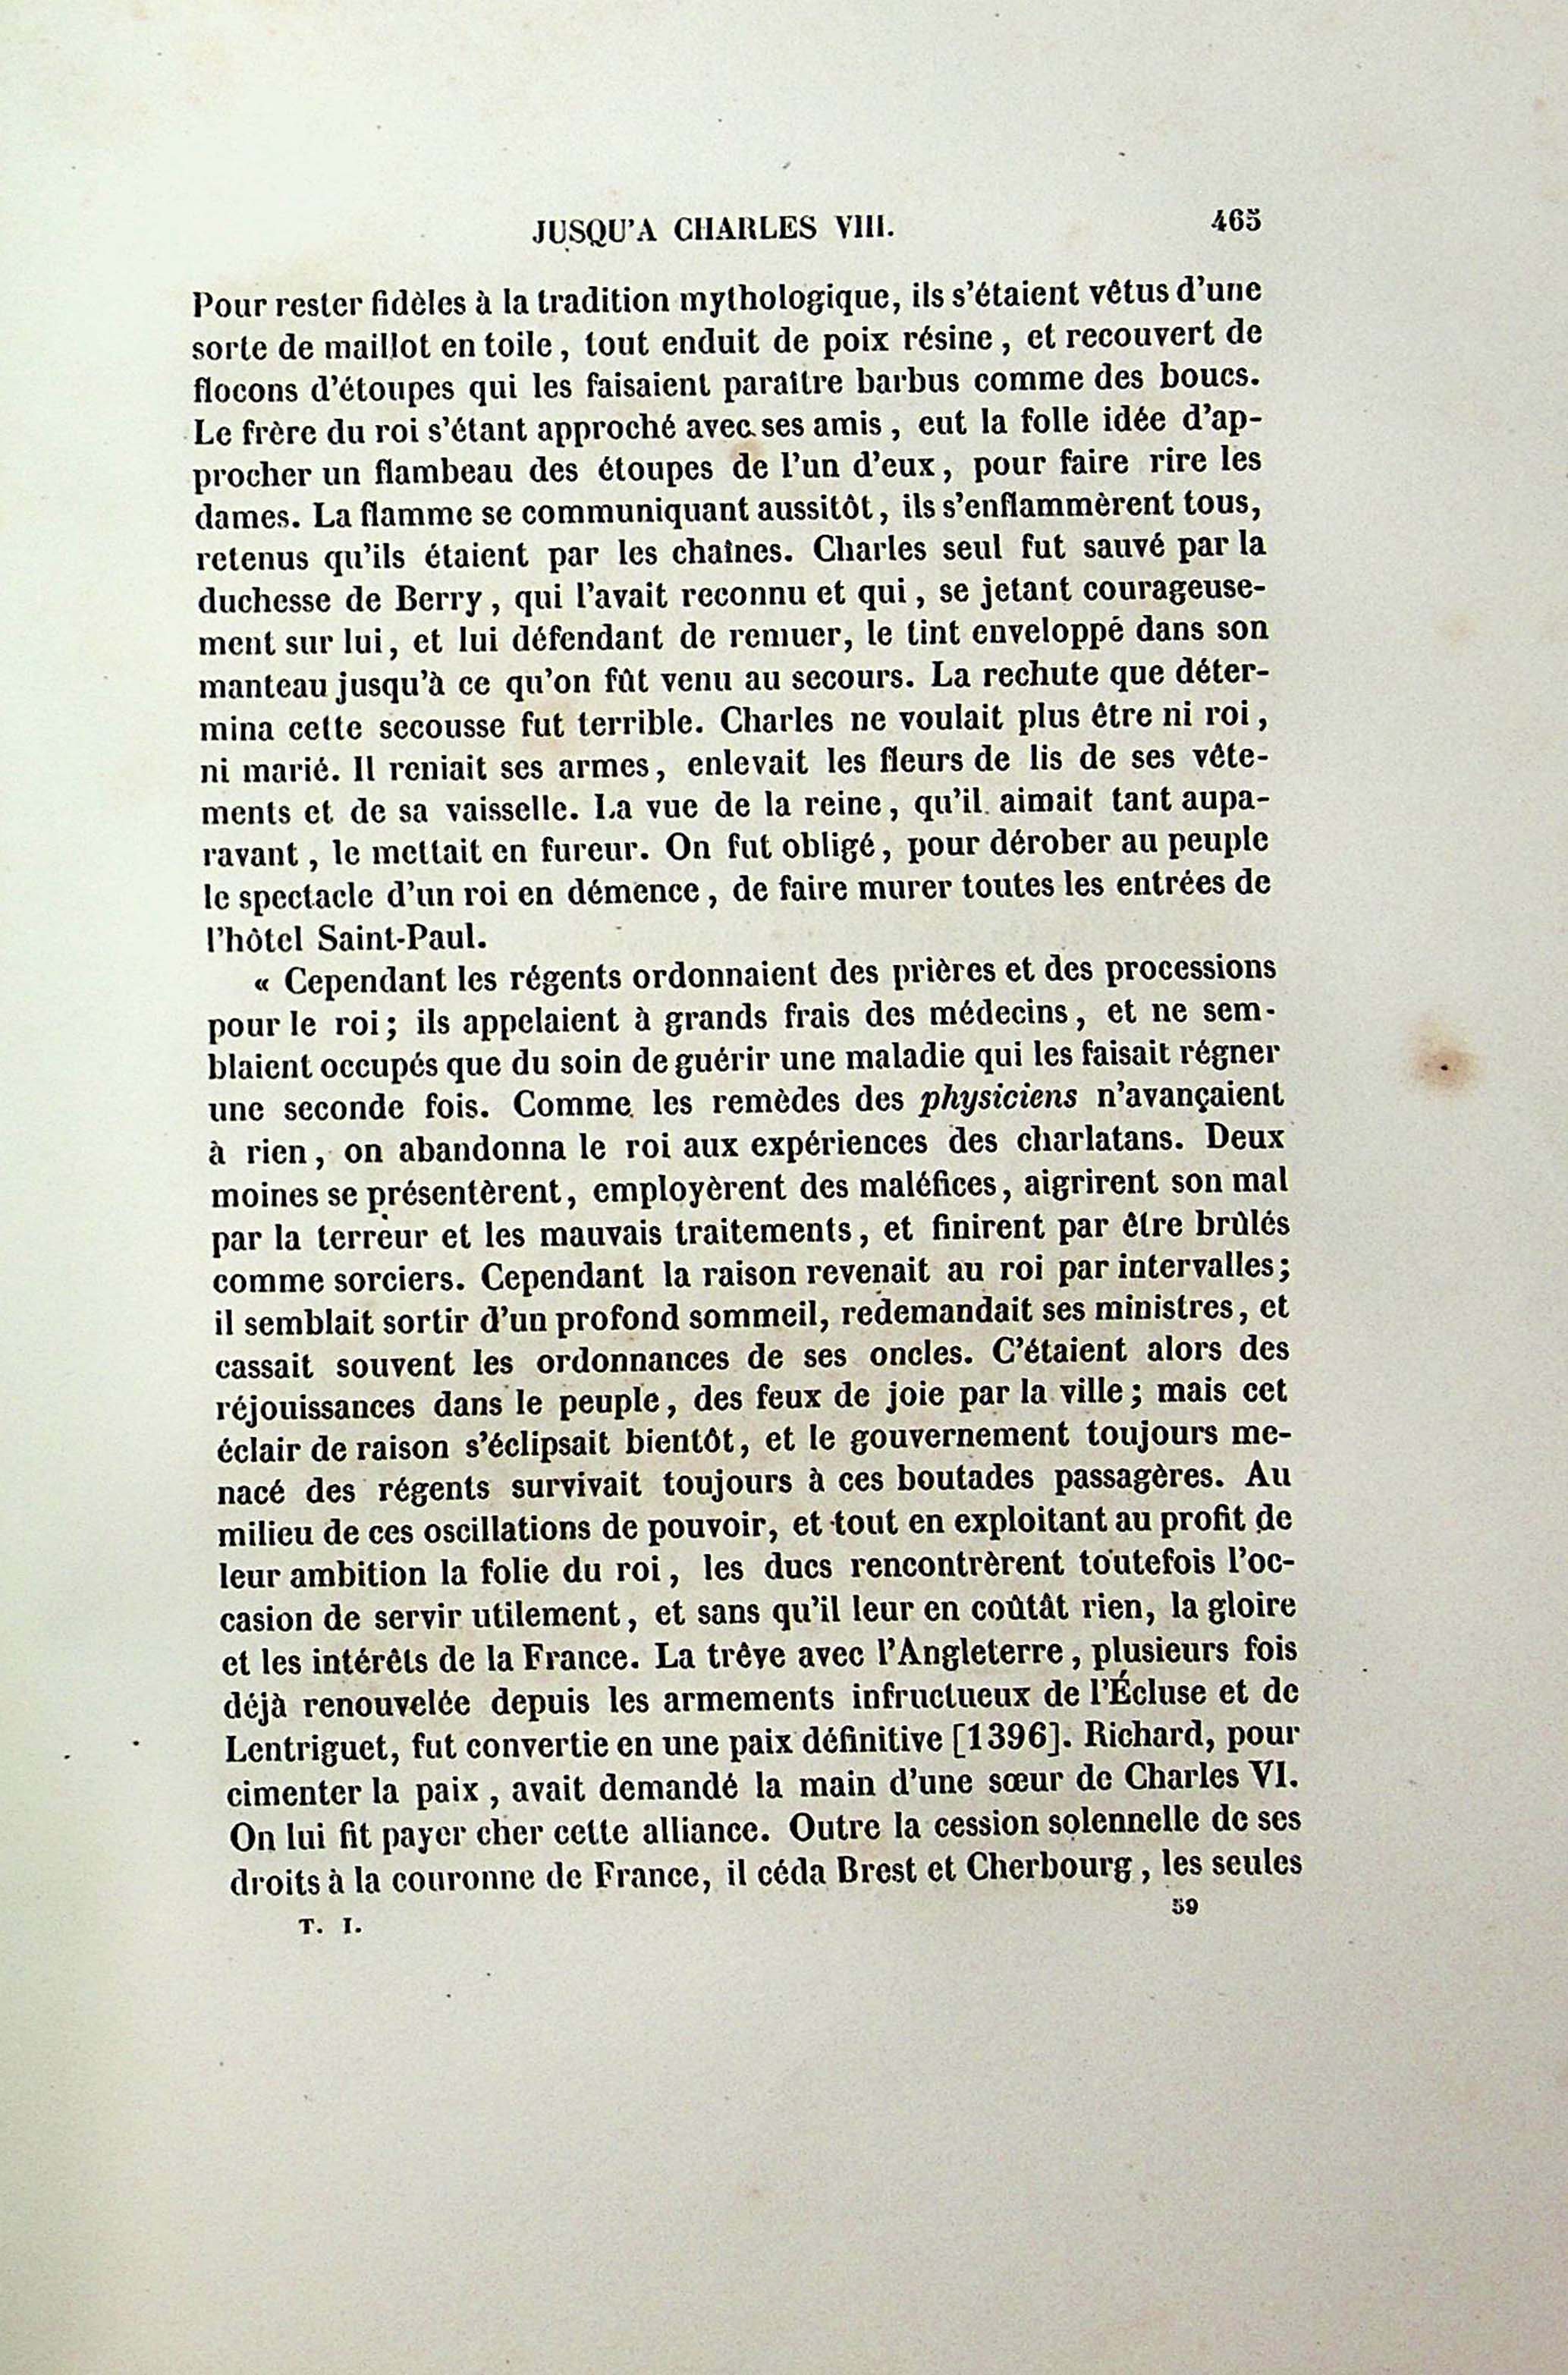 JUSQU'A CHARLES VIII. 465
Pour rester fidèles à la tradition mythologique, ils s'étaient vêtus d'une
sorte de maillot en toile, tout enduit de poix résine, et recouvert de
flocons d'étoupes qui les faisaient paraître barbus comme des boucs.
Le frère du roi s'étant approché avec ses amis, eut la folle idée d'ap-
procher un flambeau des étoupes de l'un d'eux, pour faire rire les
dames. La flamme se communiquant aussitôt, ils s'enflammèrent tous,
retenus qu'ils étaient par les chaînes. Charles seul fut sauvé par la
duchesse de Berry, qui l'avait reconnu et qui, se jetant courageuse-
ment sur lui, et lui défendant de remuer, le tint enveloppé dans son
manteau jusqu'à ce qu'on fût venu au secours. La rechute que déter-
mina cette secousse fut terrible. Charles ne voulait plus être ni roi,
ni marié. Il reniait ses armes, enlevait les fleurs de lis de ses vête-
ments et de sa vaisselle. La vue de la reine, qu'il aimait tant aupa-
ravant, le mettait en fureur. On fut obligé, pour dérober au peuple
le spectacle d'un roi en démence, de faire murer toutes les entrées de
l'hôtel Saint-Paul.
« Cependant les régents ordonnaient des prières et des processions
pour le roi; ils appelaient à grands frais des médecins, et ne sem-
blaient occupés que du soin de guérir une maladie qui les faisait régner
une seconde fois. Comme les remèdes des physiciens n'avançaient
à rien, on abandonna le roi aux expériences des charlatans. Deux
moines se présentèrent, employèrent des maléfices, aigrirent son mal
par la terreur et les mauvais traitements, et finirent par être brûlés
comme sorciers. Cependant la raison revenait au roi par intervalles;
il semblait sortir d'un profond sommeil, redemandait ses ministres, et
cassait souvent les ordonnances de ses oncles. C'étaient alors des
réjouissances dans le peuple, des feux de joie par la ville; mais cet
éclair de raison s'éclipsait bientôt, et le gouvernement toujours me-
nacé des régents survivait toujours à ces boutades passagères. Au
milieu de ces oscillations de pouvoir, et tout en exploitant au profit de
leur ambition la folie du roi, les ducs rencontrèrent toutefois l'oc-
casion de servir utilement, et sans qu'il leur en coûtât rien, la gloire
et les intérêts de la France. La trêve avec l'Angleterre, plusieurs fois
déjà renouvelée depuis les armements infructueux de l'Écluse et de
Lentriguet, fut convertie en une paix définitive [1396]. Richard, pour
cimenter la paix, avait demandé la main d'une sœur de Charles VI.
On lui fit payer cher cette alliance. Outre la cession solennelle de ses
droits à la couronne de France, il céda Brest et Cherbourg, les seules
T. I. 59